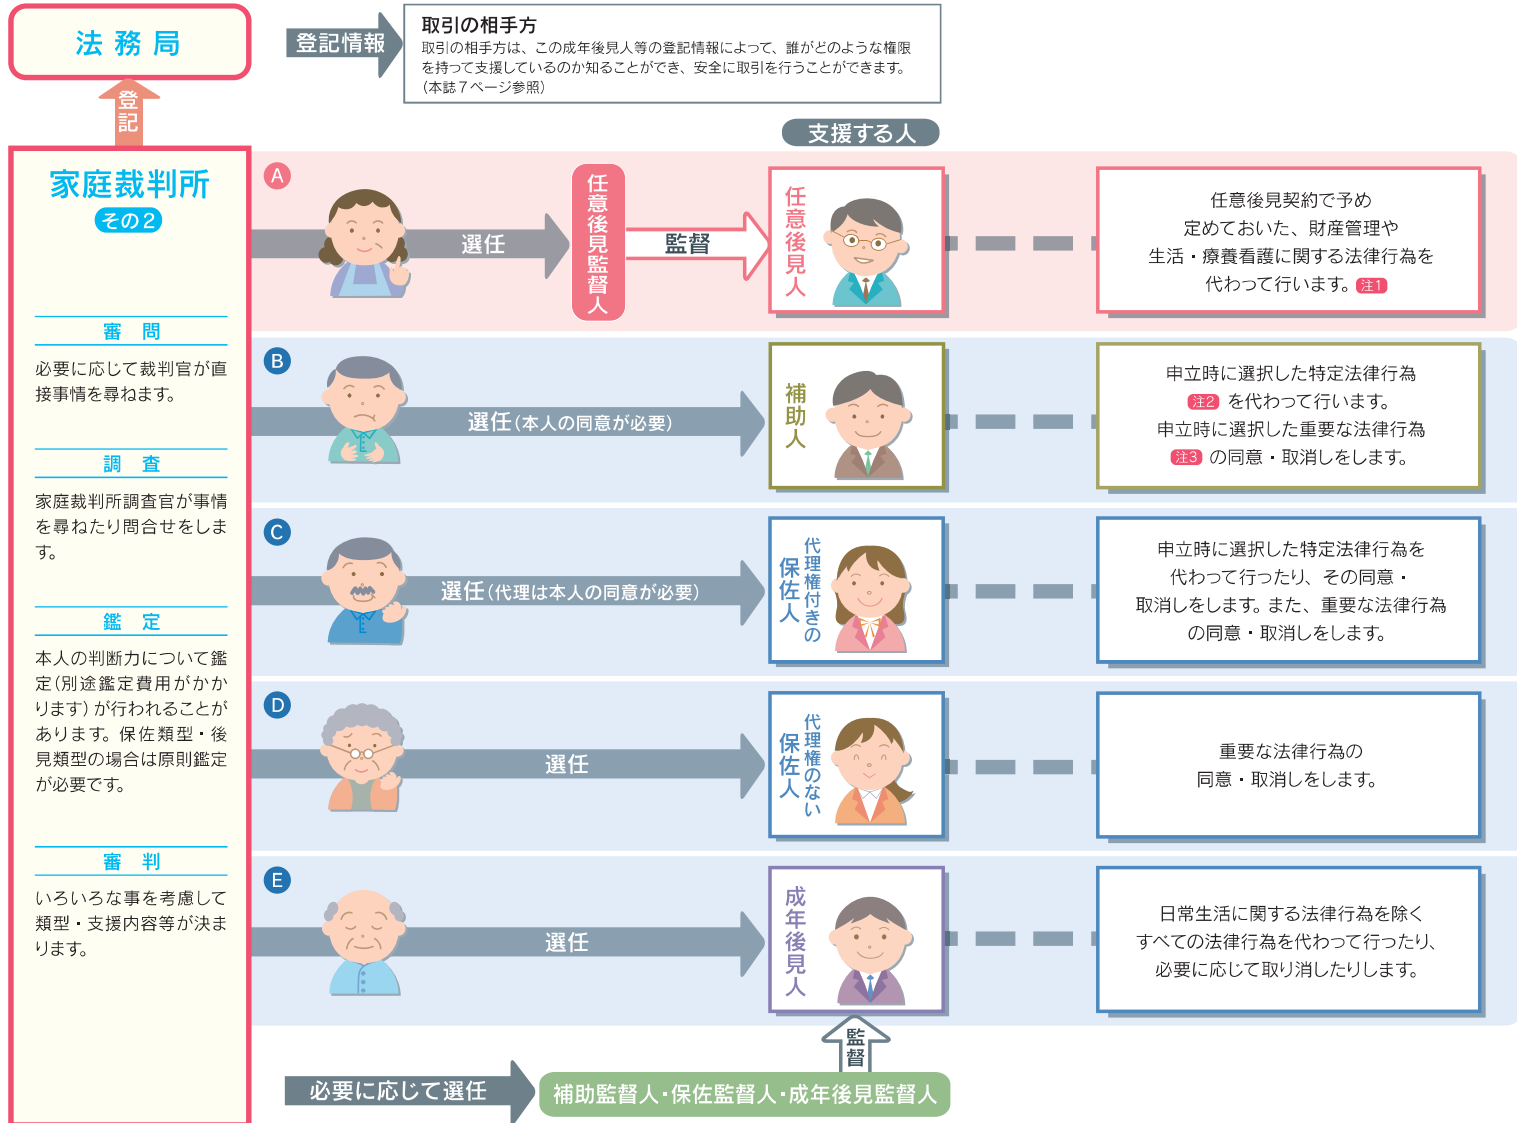 法務局
登記情報
取引の相手方
取引の相手方は、この成年後見人等の登記情報によって、誰がどのような権限
を持って支援しているのか知ることができ、安全に取引を行うことができます。
（本誌７ページ参照）
登記
支援する人
家庭裁判所
その2
審　問
必要に応じて裁判官が直
接事情を尋ねます。
調　査
家庭裁判所調査官が事情
を尋ねたり問合せをしま
す。
鑑　定
本人の判断力について鑑
定(別途鑑定費用がかか
ります)が行われることが
あります。保佐類型・後
見類型の場合は原則鑑定
が必要です。
審　判
いろいろな事を考慮して
類型・支援内容等が決ま
ります。
A
選任
任意後見監督人
監督
任意後見人
任意後見契約で予め
定めておいた、財産管理や
生活・療養看護に関する法律行為を
代わって行います。注1
B
選任(本人の同意が必要)
補助人
申立時に選択した特定法律行為
注2 を代わって行います。
申立時に選択した重要な法律行為
注3 の同意・取消しをします。
C
選任(代理は本人の同意が必要)
代理権付きの
保佐人
申立時に選択した特定法律行為を
代わって行ったり、その同意・
取消しをします。また、重要な法律行為
の同意・取消しをします。
D
選任
代理権のない
保佐人
重要な法律行為の
同意・取消しをします。
E
選任
成年後見人
日常生活に関する法律行為を除く
すべての法律行為を代わって行ったり、
必要に応じて取り消したりします。
監督
必要に応じて選任
補助監督人・保佐監督人・成年後見監督人